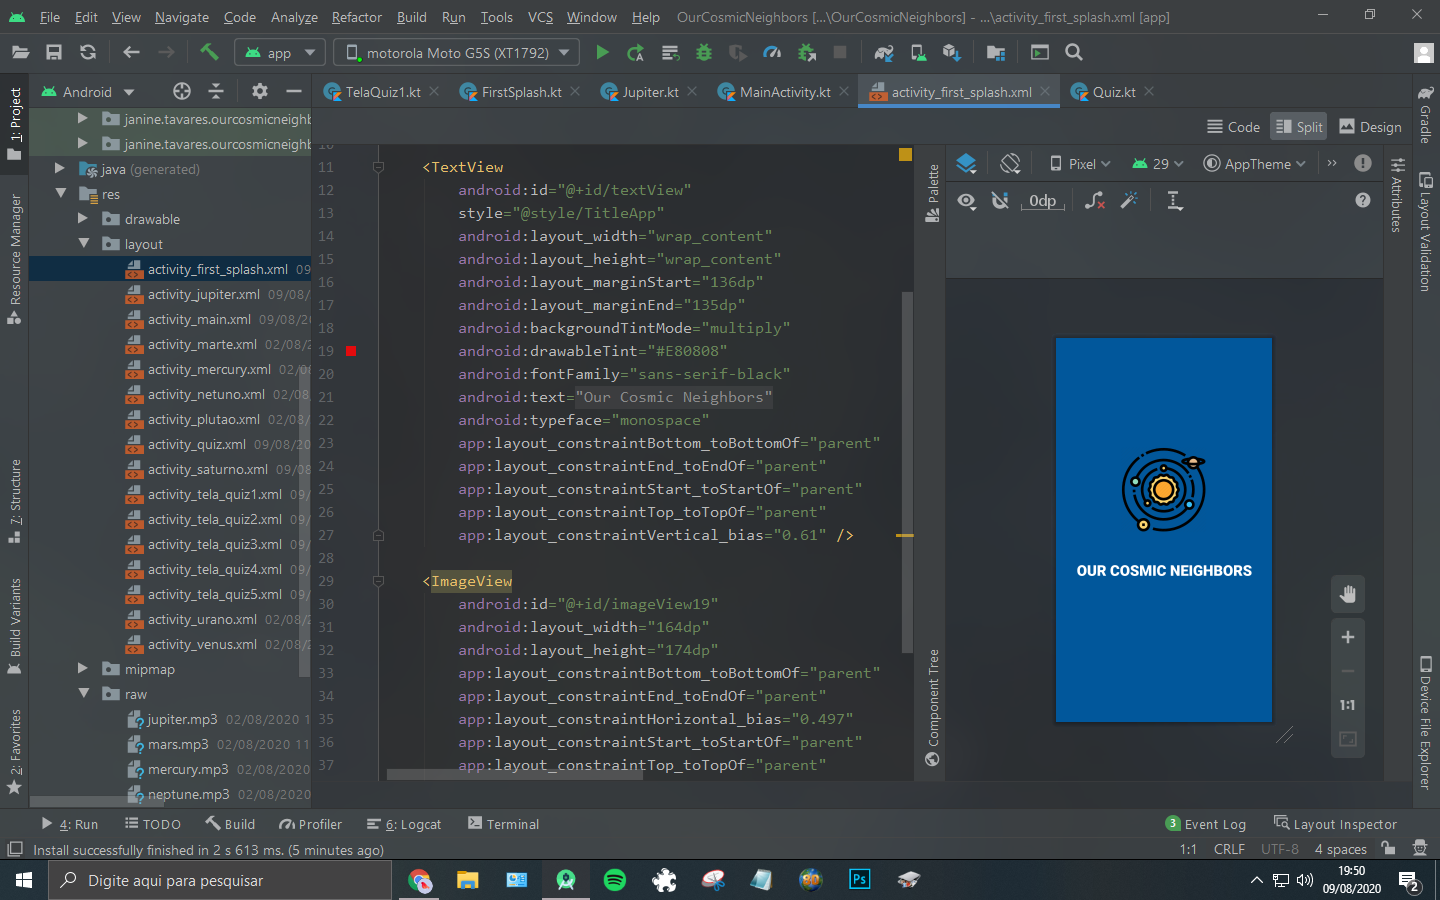 File Edit View Navigate Code Analyze Refactor Build Run Tools VCS Window Help OurCosmicNeighbors [...\OurCosmicNeighbors] - ...\activity_first_splash.xml [app]
app motorola Moto G5S (XT1792)
Android TelaQuiz1.kt FirstSplash.kt Jupiter.kt MainActivity.kt activity_first_splash.xml Quiz.kt
Code Split Design
1: Project
Resource Manager
Z: Structure
Build Variants
2: Favorites
janine.tavares.ourcosmicneighb
janine.tavares.ourcosmicneighb
java (generated)
res
drawable
layout
activity_first_splash.xml 09
activity_jupiter.xml 09/08/
activity_main.xml 09/08/20
activity_marte.xml 02/08/2
activity_mercury.xml 02/0
activity_netuno.xml 02/08/
activity_plutao.xml 02/08/
activity_quiz.xml 09/08/20
activity_saturno.xml 09/08
activity_tela_quiz1.xml 09/
activity_tela_quiz2.xml 09/
activity_tela_quiz3.xml 09/
activity_tela_quiz4.xml 09/
activity_tela_quiz5.xml 09/
activity_urano.xml 02/08/2
activity_venus.xml 02/08/2
mipmap
raw
jupiter.mp3 02/08/2020 1
mars.mp3 02/08/2020 11
mercury.mp3 02/08/2020
neptune.mp3 02/08/2020
10
11 <TextView
12 android:id="@+id/textView"
13 style="@style/TitleApp"
14 android:layout_width="wrap_content"
15 android:layout_height="wrap_content"
16 android:layout_marginStart="136dp"
17 android:layout_marginEnd="135dp"
18 android:backgroundTintMode="multiply"
19 android:drawableTint="#E80808"
20 android:fontFamily="sans-serif-black"
21 android:text="Our Cosmic Neighbors"
22 android:typeface="monospace"
23 app:layout_constraintBottom_toBottomOf="parent"
24 app:layout_constraintEnd_toEndOf="parent"
25 app:layout_constraintStart_toStartOf="parent"
26 app:layout_constraintTop_toTopOf="parent"
27 app:layout_constraintVertical_bias="0.61" />
28
29 <ImageView
30 android:id="@+id/imageView19"
31 android:layout_width="164dp"
32 android:layout_height="174dp"
33 app:layout_constraintBottom_toBottomOf="parent"
34 app:layout_constraintEnd_toEndOf="parent"
35 app:layout_constraintHorizontal_bias="0.497"
36 app:layout_constraintStart_toStartOf="parent"
37 app:layout_constraintTop_toTopOf="parent"
Palette
Component Tree
Pixel 29 AppTheme
0dp
OUR COSMIC NEIGHBORS
1:1
Attributes
Gradle
Layout Validation
Device File Explorer
4: Run TODO Build Profiler 6: Logcat Terminal 3 Event Log Layout Inspector
Install successfully finished in 2 s 613 ms. (5 minutes ago) 1:1 CRLF UTF-8 4 spaces
Digite aqui para pesquisar
Ps
19:50
09/08/2020
2